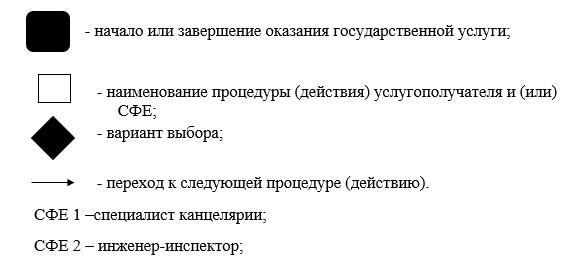 - начало или завершение оказания государственной услуги;
- наименование процедуры (действия) услугополучателя и (или)
СФЕ;
- вариант выбора;
- переход к следующей процедуре (действию).
СФЕ 1 –специалист канцелярии;
СФЕ 2 – инженер-инспектор;